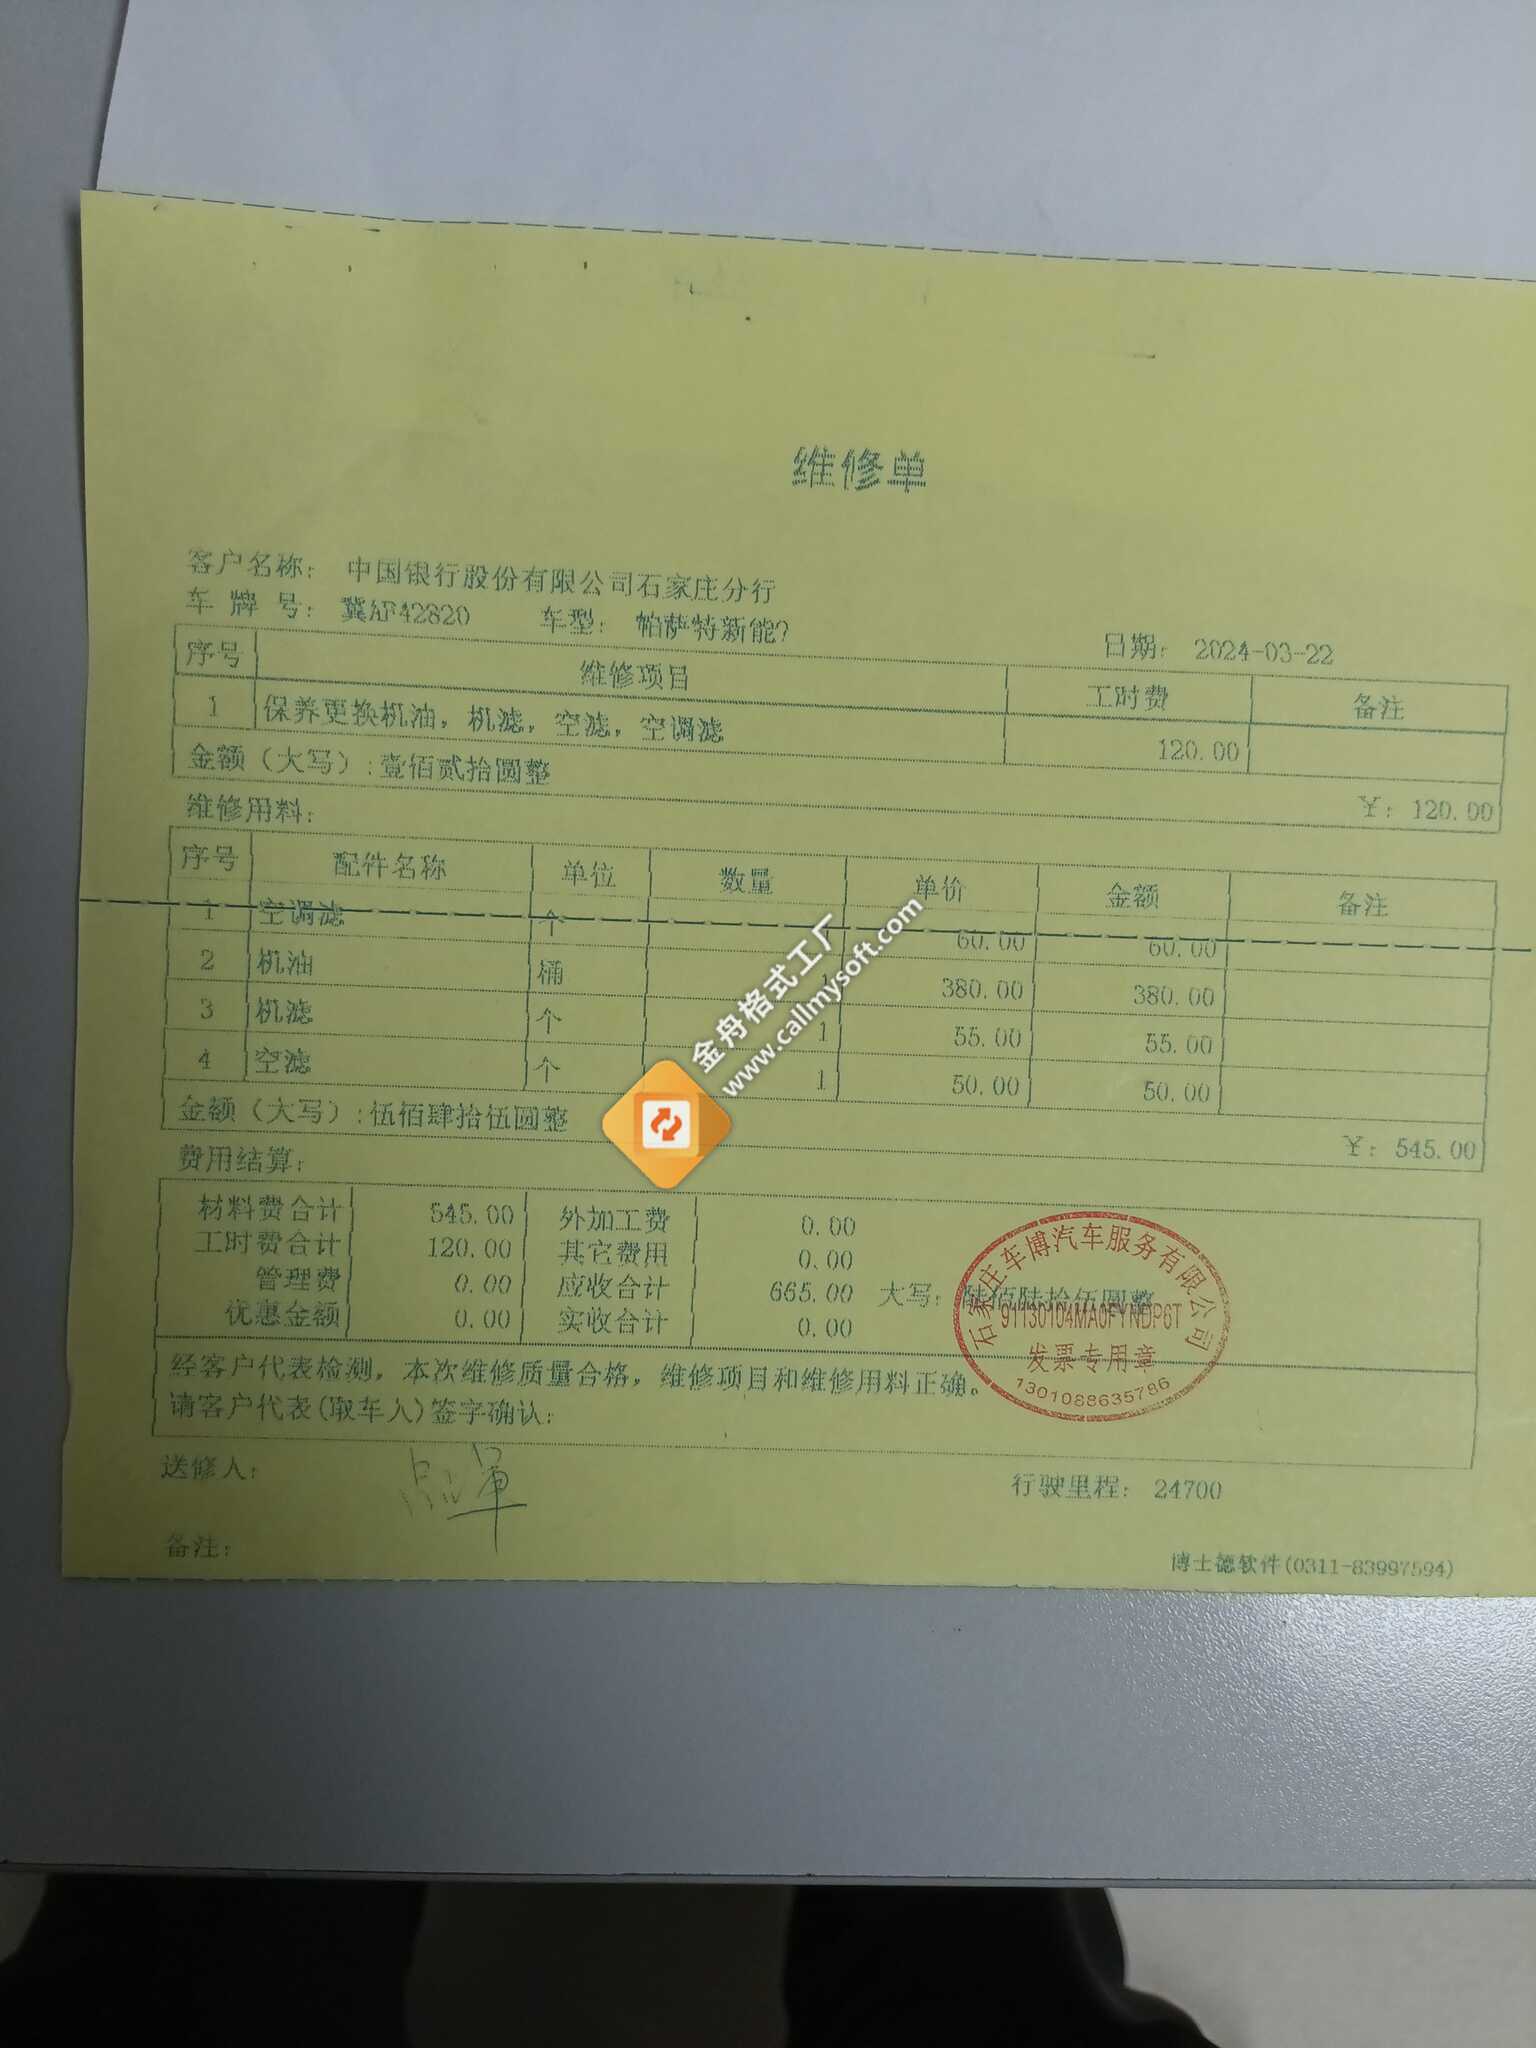 维修单
客户名称: 中国银行股份有限公司石家庄分行
车牌号: 冀AF42820 车型: 帕萨特新能? 日期: 2024-03-22
序号 维修项目 工时费 备注
1 保养更换机油, 机滤, 空滤, 空调滤 120.00
金额(大写):壹佰贰拾圆整 ¥: 120.00
维修用料:
序号 配件名称 单位 数量 单价 金额 备注
1 空调滤 个 1 60.00 60.00
2 机油 桶 1 380.00 380.00
3 机滤 个 1 55.00 55.00
4 空滤 个 1 50.00 50.00
金额(大写):伍佰肆拾伍圆整 ¥: 545.00
费用结算:
材料费合计 545.00 外加工费 0.00
工时费合计 120.00 其它费用 0.00
管理费 0.00 应收合计 665.00 大写: 陆佰陆拾伍圆整
优惠金额 0.00 实收合计 0.00
经客户代表检测, 本次维修质量合格, 维修项目和维修用料正确。
请客户代表(取车人)签字确认:
石家庄车博汽车服务有限公司
91130104MA0FYNDP6T
发票专用章
1301088635786
送修人: 行驶里程: 24700
备注:
博士德软件(0311-83997594)
金舟格式工厂
www.callmysoft.com